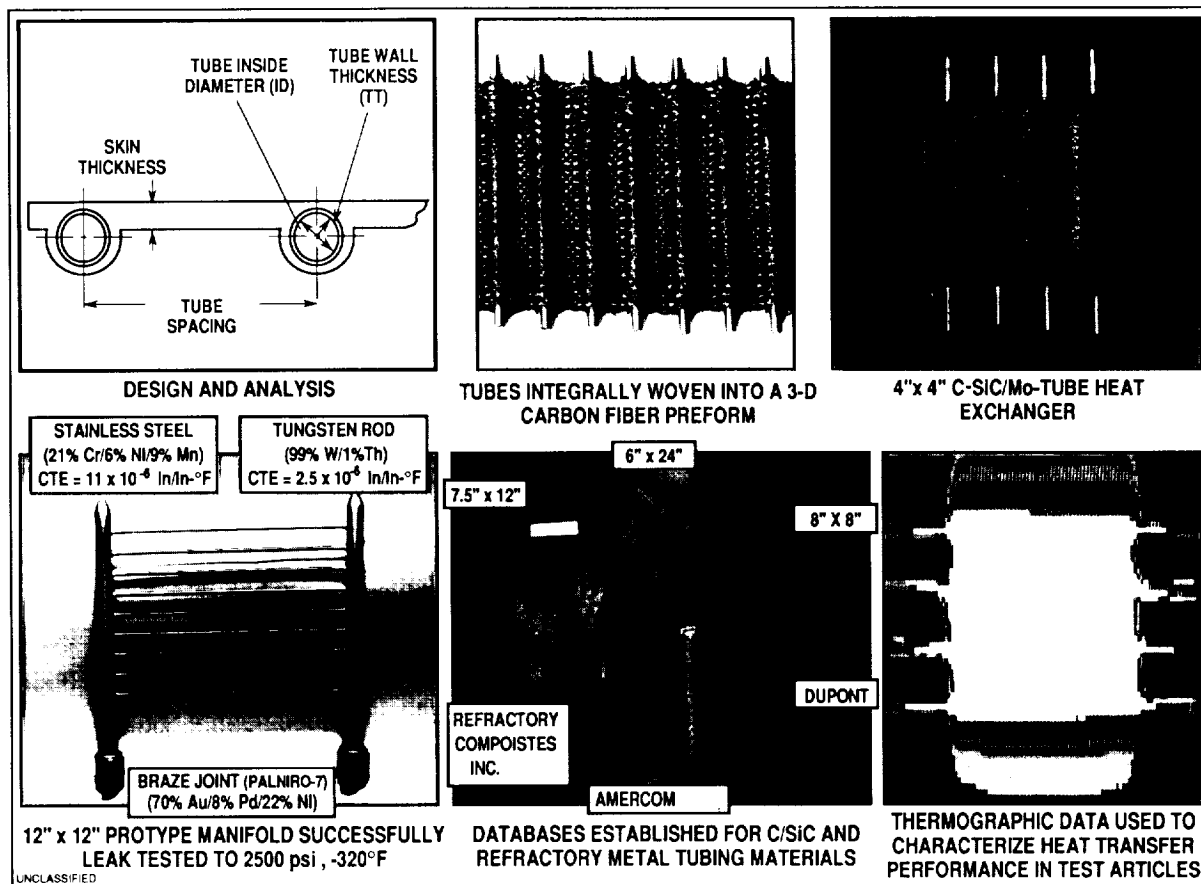 TUBE INSIDE
DIAMETER (ID)
TUBE WALL
THICKNESS
(TT)
SKIN
THICKNESS
TUBE
SPACING
DESIGN AND ANALYSIS
TUBES INTEGRALLY WOVEN INTO A 3-D
CARBON FIBER PREFORM
4"x 4" C-SiC/Mo-TUBE HEAT
EXCHANGER
STAINLESS STEEL
(21% Cr/6% NI/9% Mn)
CTE = 11 x 10⁻⁶ In/In-°F
TUNGSTEN ROD
(99% W/1%Th)
CTE = 2.5 x 10⁻⁶ In/In-°F
BRAZE JOINT (PALNIRO-7)
(70% Au/8% Pd/22% NI)
12" x 12" PROTYPE MANIFOLD SUCCESSFULLY
LEAK TESTED TO 2500 psi , -320°F
6" x 24"
7.5" x 12"
8" X 8"
DUPONT
REFRACTORY
COMPOISTES
INC.
AMERCOM
DATABASES ESTABLISHED FOR C/SiC AND
REFRACTORY METAL TUBING MATERIALS
THERMOGRAPHIC DATA USED TO
CHARACTERIZE HEAT TRANSFER
PERFORMANCE IN TEST ARTICLES
UNCLASSIFIED